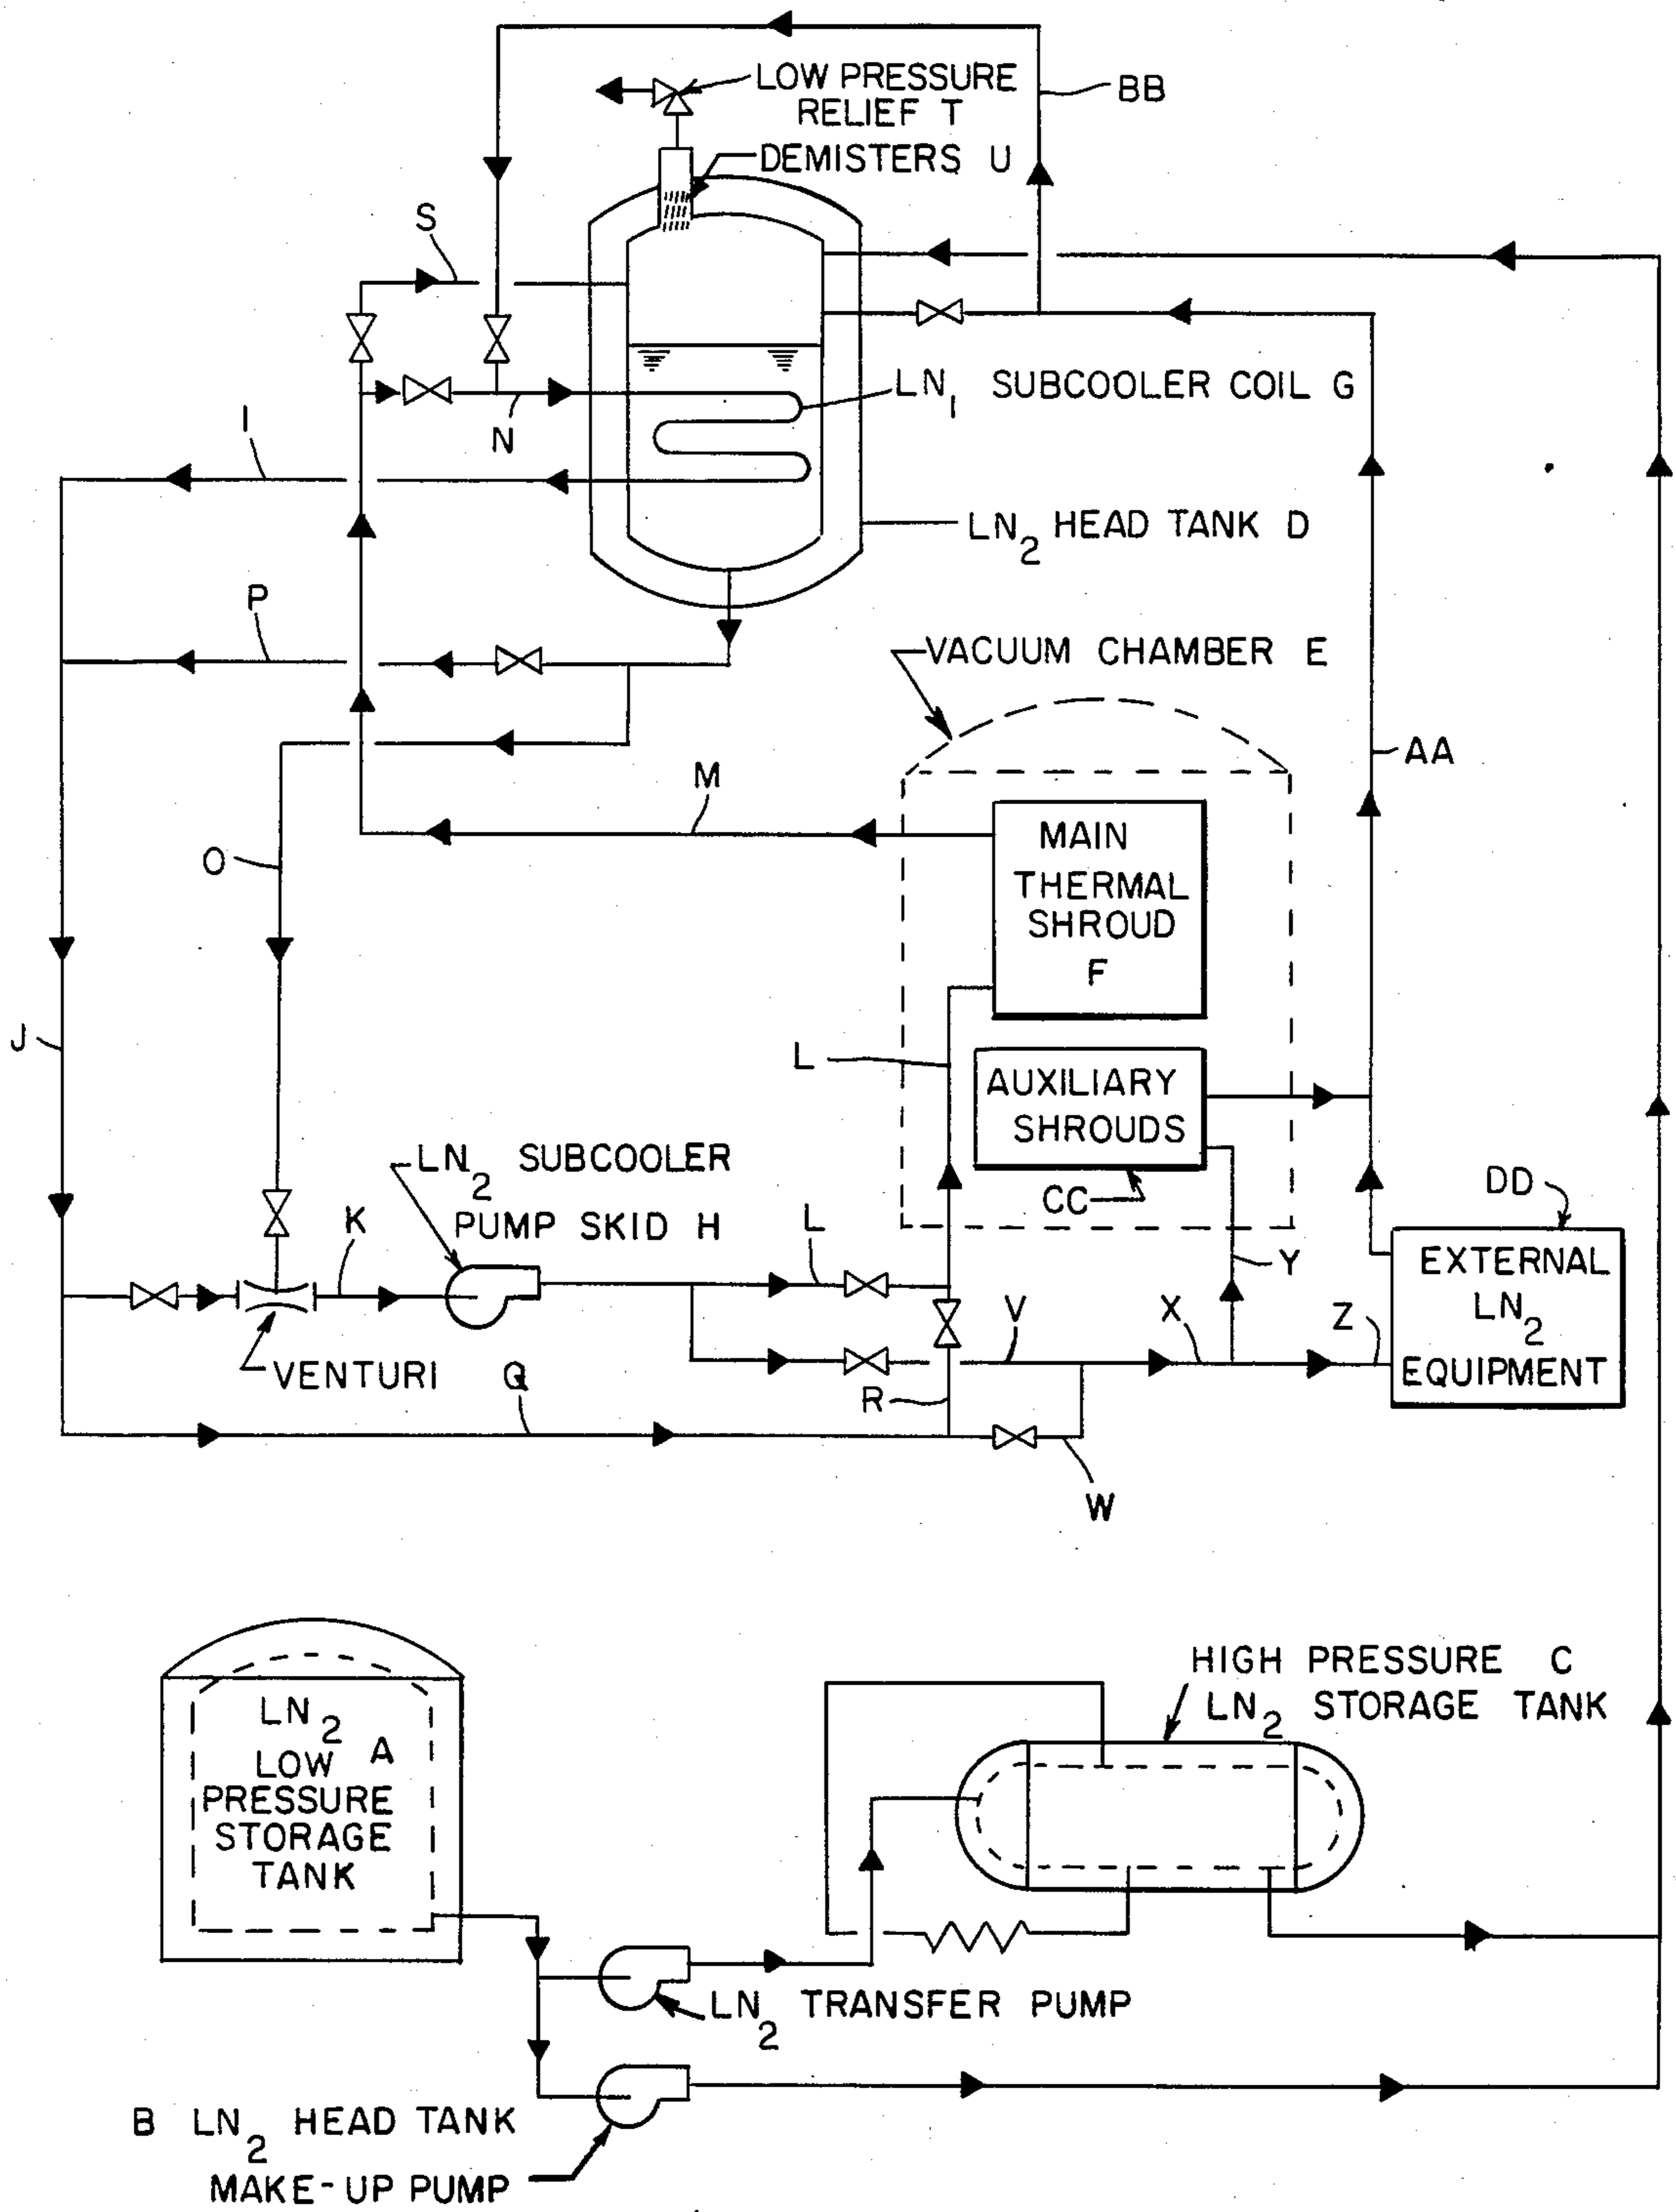 LOW PRESSURE
RELIEF T
BB
DEMISTERS U
S
LN1 SUBCOOLER COIL G
N
I
LN2 HEAD TANK D
P
VACUUM CHAMBER E
AA
M
O
MAIN
THERMAL
SHROUD
F
J
L
AUXILIARY
SHROUDS
LN2 SUBCOOLER
PUMP SKID H
CC
DD
K
L
Y
EXTERNAL
LN2
EQUIPMENT
V
X
Z
VENTURI
Q
R
W
HIGH PRESSURE C
LN2 STORAGE TANK
LN2
LOW A
PRESSURE
STORAGE
TANK
LN2 TRANSFER PUMP
B LN2 HEAD TANK
MAKE-UP PUMP